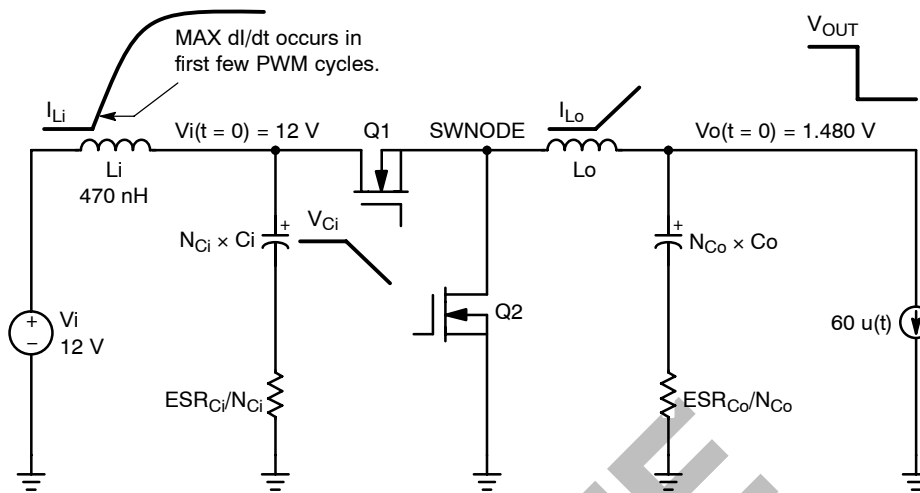 MAX dI/dt occurs in
first few PWM cycles.
V_OUT
I_Li
Vi(t = 0) = 12 V
Q1
SWNODE
I_Lo
Vo(t = 0) = 1.480 V
Li
470 nH
Lo
V_Ci
N_Ci × Ci
+
N_Co × Co
+
Q2
+
−
Vi
12 V
60 u(t)
ESR_Ci/N_Ci
ESR_Co/N_Co